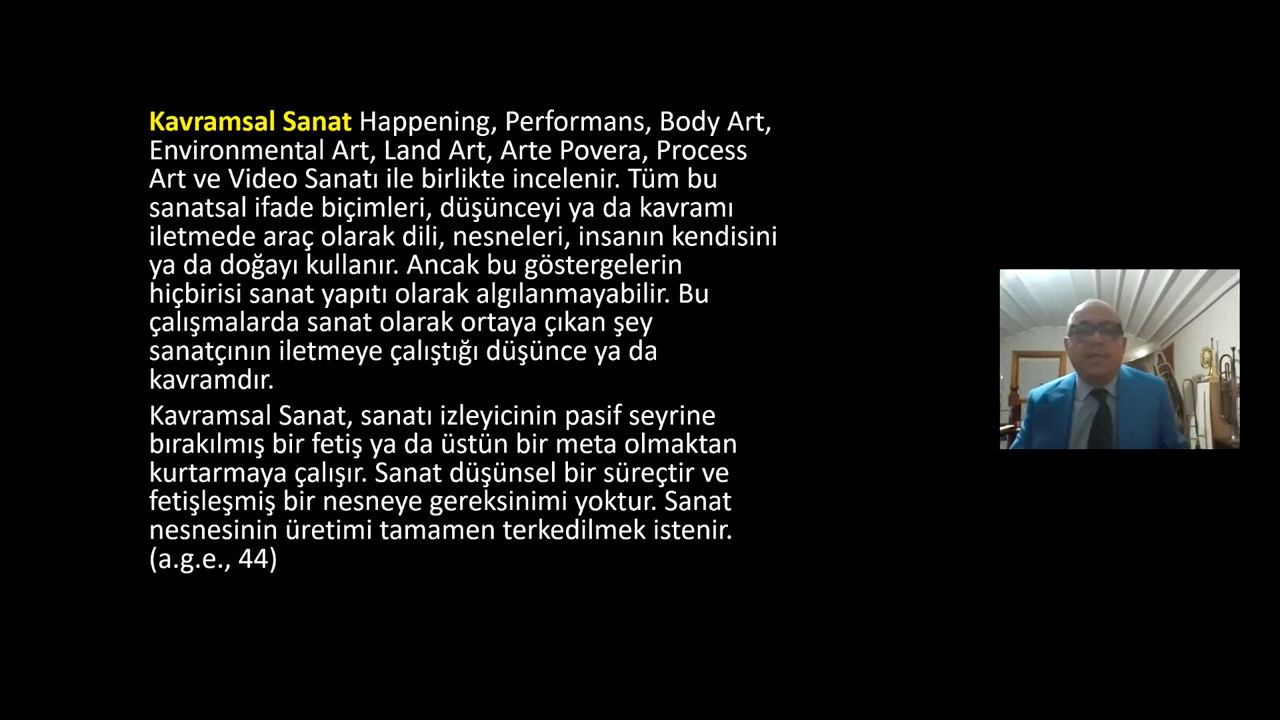 Kavramsal Sanat Happening, Performans, Body Art,
Environmental Art, Land Art, Arte Povera, Process
Art ve Video Sanatı ile birlikte incelenir. Tüm bu
sanatsal ifade biçimleri, düşünceyi ya da kavramı
iletmede araç olarak dili, nesneleri, insanın kendisini
ya da doğayı kullanır. Ancak bu göstergelerin
hiçbirisi sanat yapıtı olarak algılanmayabilir. Bu
çalışmalarda sanat olarak ortaya çıkan şey
sanatçının iletmeye çalıştığı düşünce ya da
kavramdır.
Kavramsal Sanat, sanatı izleyicinin pasif seyrine
bırakılmış bir fetiş ya da üstün bir meta olmaktan
kurtarmaya çalışır. Sanat düşünsel bir süreçtir ve
fetişleşmiş bir nesneye gereksinimi yoktur. Sanat
nesnesinin üretimi tamamen terkedilmek istenir.
(a.g.e., 44)